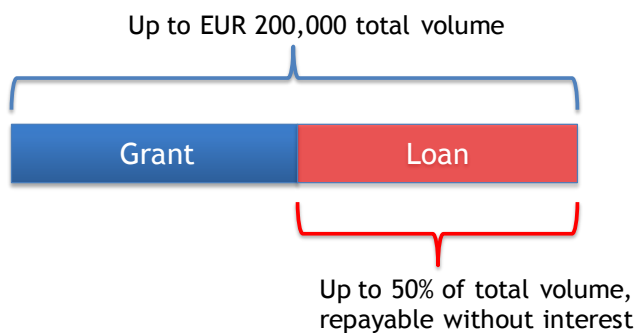 Up to EUR 200,000 total volume
Grant
Loan
Up to 50% of total volume,
repayable without interest